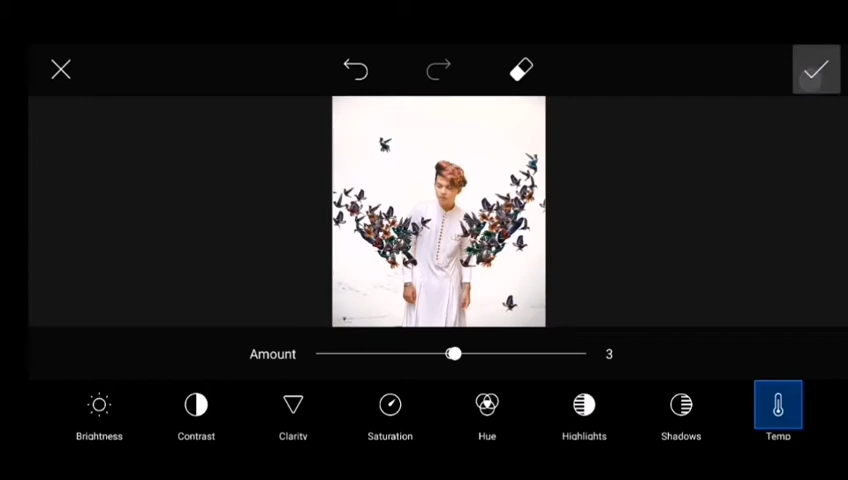 Amount 3
Brightness Contrast Clarity Saturation Hue Highlights Shadows Temp